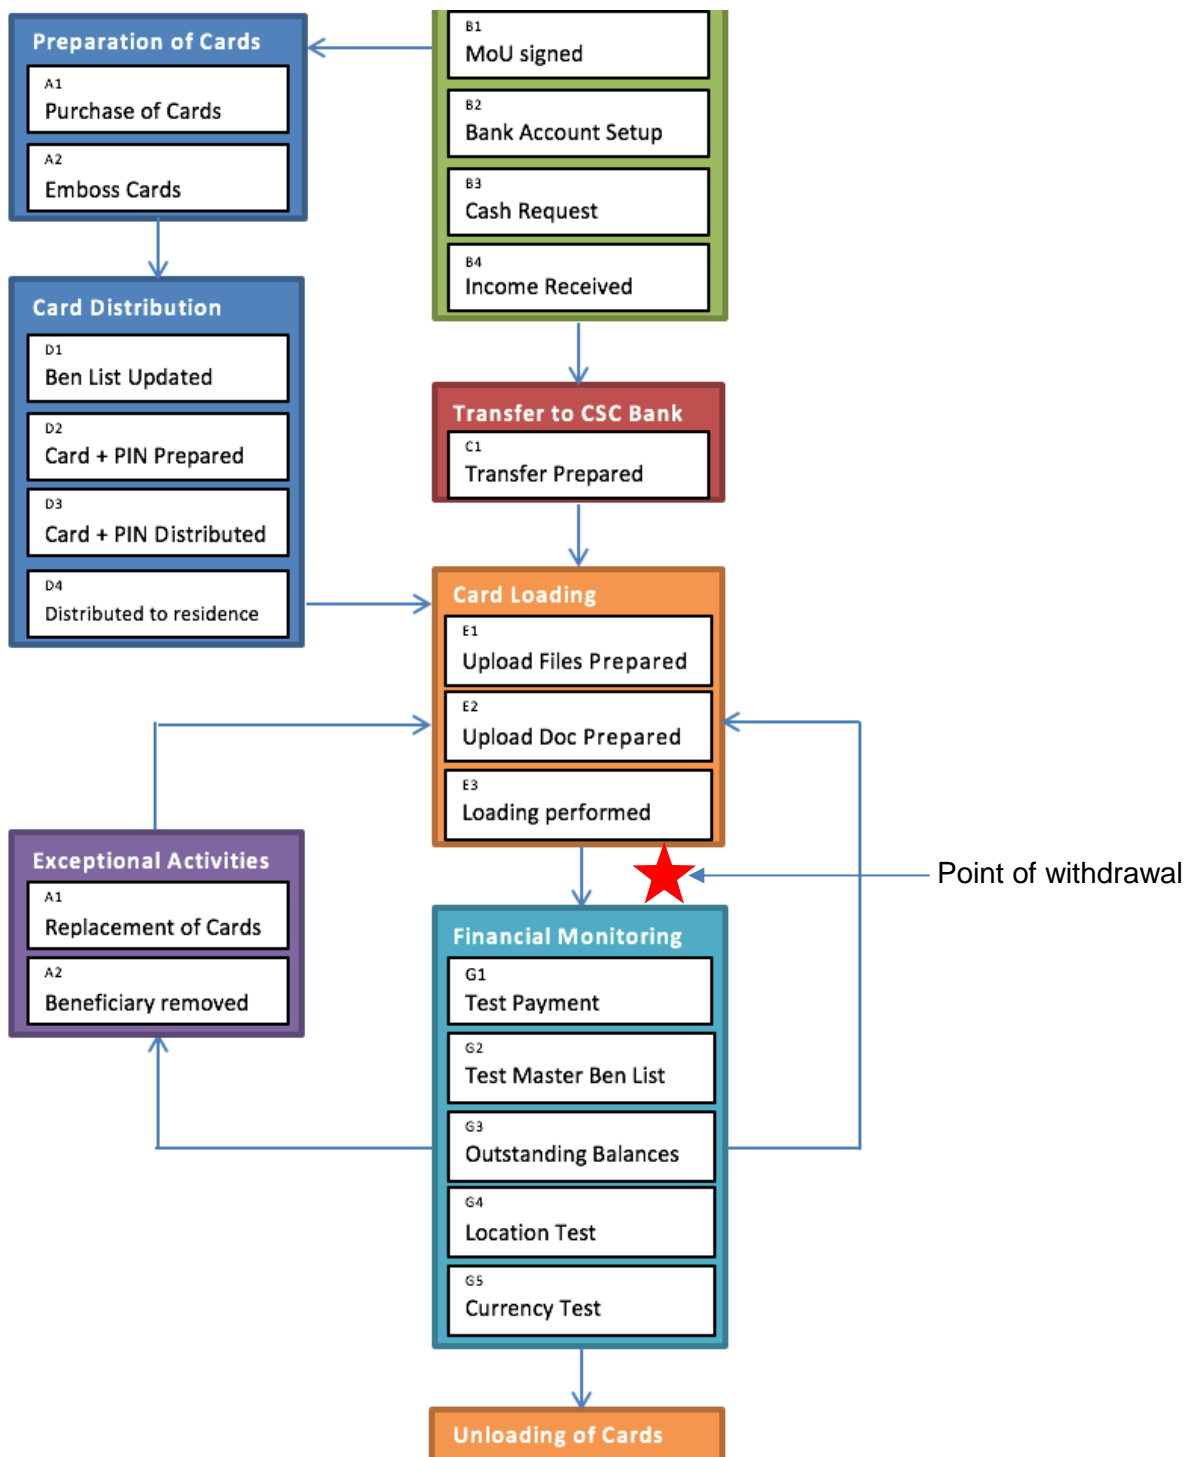 Preparation of Cards
A1
Purchase of Cards
A2
Emboss Cards
B1
MoU signed
B2
Bank Account Setup
B3
Cash Request
B4
Income Received
Card Distribution
D1
Ben List Updated
D2
Card + PIN Prepared
D3
Card + PIN Distributed
D4
Distributed to residence
Transfer to CSC Bank
C1
Transfer Prepared
Card Loading
E1
Upload Files Prepared
E2
Upload Doc Prepared
E3
Loading performed
Point of withdrawal
Exceptional Activities
A1
Replacement of Cards
A2
Beneficiary removed
Financial Monitoring
G1
Test Payment
G2
Test Master Ben List
G3
Outstanding Balances
G4
Location Test
G5
Currency Test
Unloading of Cards